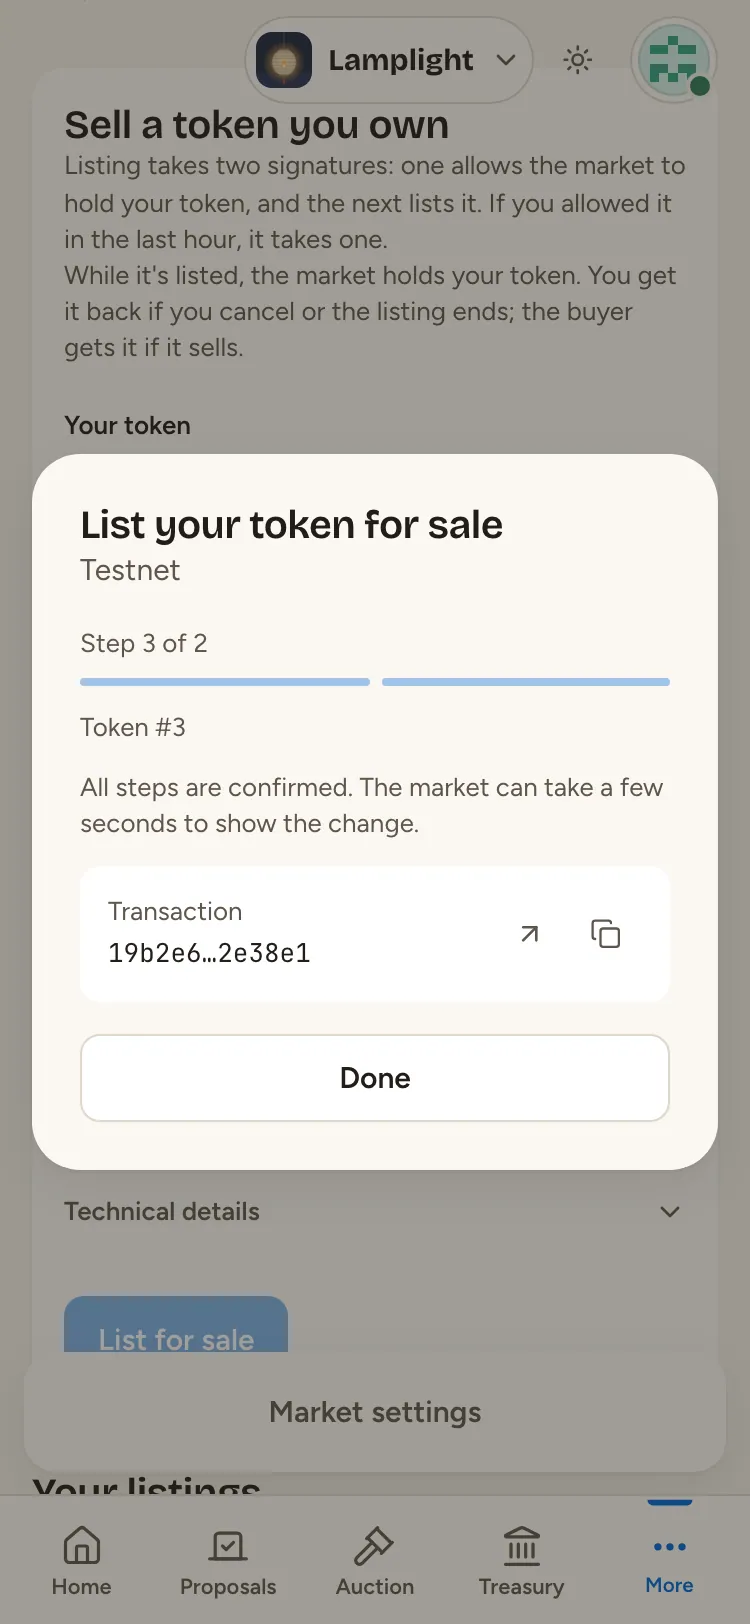 Lamplight
Sell a token you own
Listing takes two signatures: one allows the market to
hold your token, and the next lists it. If you allowed it
in the last hour, it takes one.
While it's listed, the market holds your token. You get
it back if you cancel or the listing ends; the buyer
gets it if it sells.
Your token
List your token for sale
Testnet
Step 3 of 2
Token #3
All steps are confirmed. The market can take a few
seconds to show the change.
Transaction
19b2e6…2e38e1
Done
Technical details
List for sale
Market settings
Your listings
Home
Proposals
Auction
Treasury
More